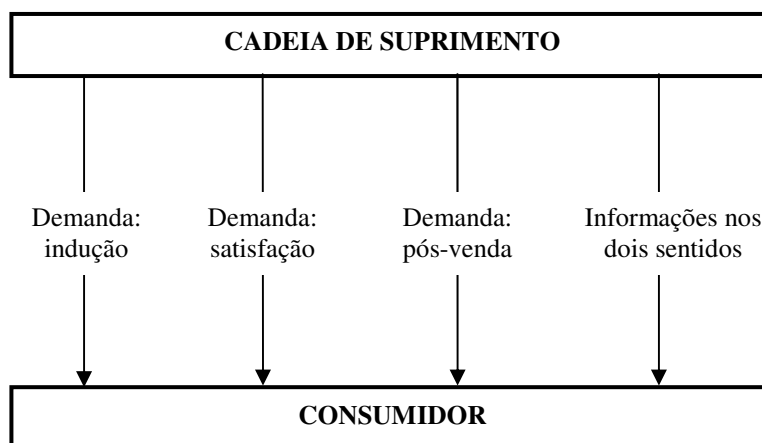 CADEIA DE SUPRIMENTO
Demanda:
indução
Demanda:
satisfação
Demanda:
pós-venda
Informações nos
dois sentidos
CONSUMIDOR